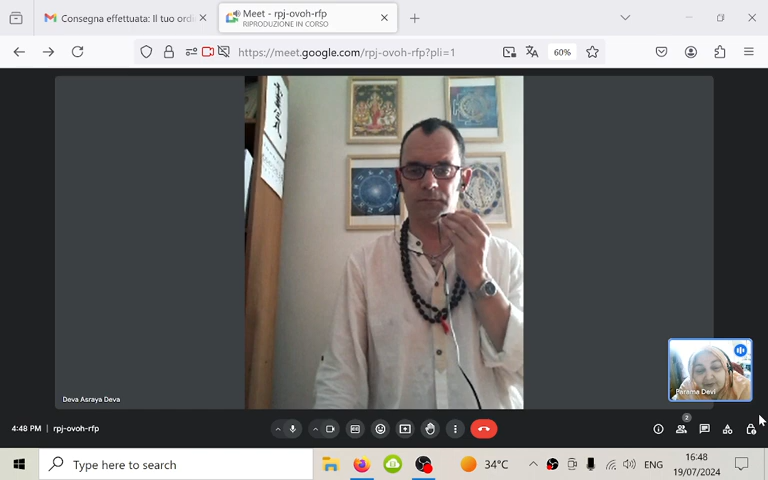 Consegna effettuata: Il tuo ordi
Meet - rpj-ovoh-rfp
RIPRODUZIONE IN CORSO
https://meet.google.com/rpj-ovoh-rfp?pli=1
60%
Deva Asraya Deva
Parama Devi
4:48 PM | rpj-ovoh-rfp
2
Type here to search
34°C
ENG
16:48
19/07/2024